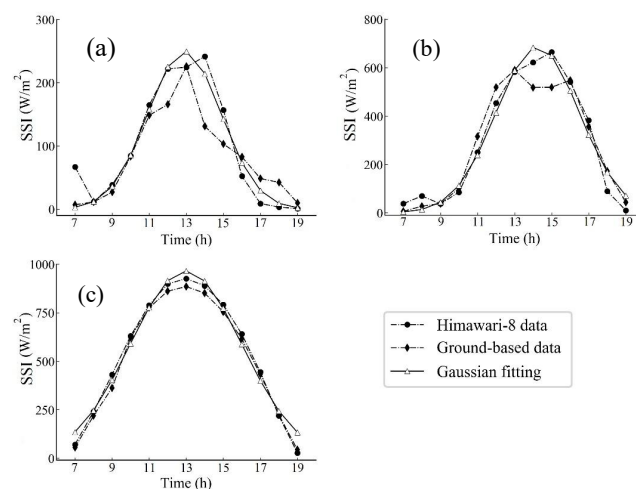 (a)
SSI (W/m²)
300
200
100
0
7 9 11 13 15 17 19
Time (h)
(b)
SSI (W/m²)
800
600
400
200
0
7 9 11 13 15 17 19
Time (h)
(c)
SSI (W/m²)
1000
750
500
250
0
7 9 11 13 15 17 19
Time (h)
Himawari-8 data
Ground-based data
Gaussian fitting